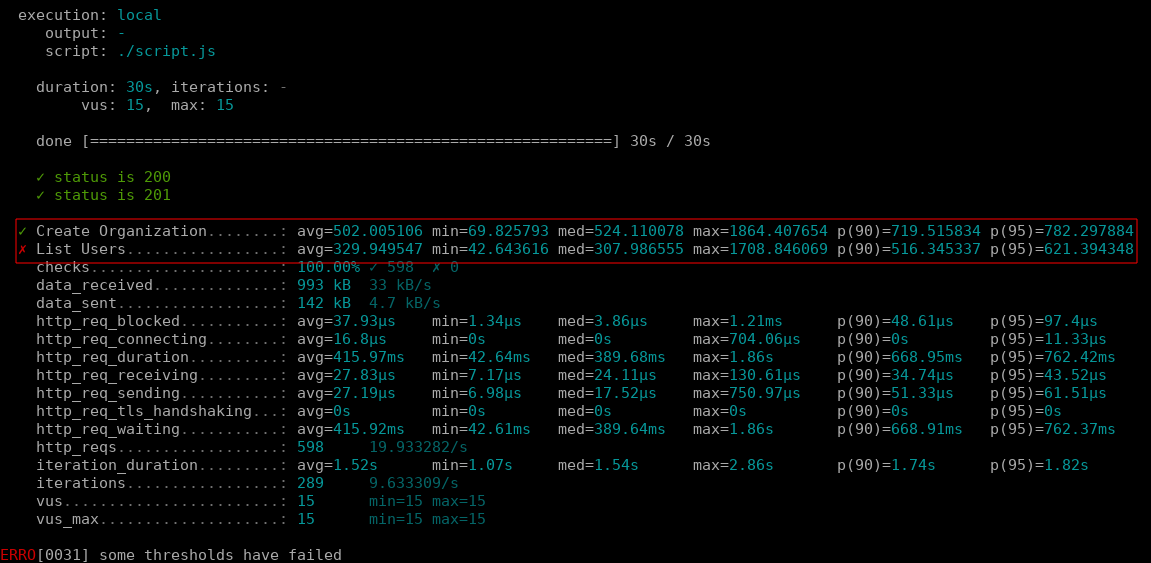 execution: local
output: -
script: ./script.js
duration: 30s, iterations: -
vus: 15, max: 15
done [==========================================================] 30s / 30s
✓ status is 200
✓ status is 201
✓ Create Organization........: avg=502.005106 min=69.825793 med=524.110078 max=1864.407654 p(90)=719.515834 p(95)=782.297884
✗ List Users.................: avg=329.949547 min=42.643616 med=307.986555 max=1708.846069 p(90)=516.345337 p(95)=621.394348
checks.....................: 100.00% ✓ 598 ✗ 0
data_received..............: 993 kB 33 kB/s
data_sent..................: 142 kB 4.7 kB/s
http_req_blocked...........: avg=37.93µs min=1.34µs med=3.86µs max=1.21ms p(90)=48.61µs p(95)=97.4µs
http_req_connecting........: avg=16.8µs min=0s med=0s max=704.06µs p(90)=0s p(95)=11.33µs
http_req_duration..........: avg=415.97ms min=42.64ms med=389.68ms max=1.86s p(90)=668.95ms p(95)=762.42ms
http_req_receiving.........: avg=27.83µs min=7.17µs med=24.11µs max=130.61µs p(90)=34.74µs p(95)=43.52µs
http_req_sending...........: avg=27.19µs min=6.98µs med=17.52µs max=750.97µs p(90)=51.33µs p(95)=61.51µs
http_req_tls_handshaking...: avg=0s min=0s med=0s max=0s p(90)=0s p(95)=0s
http_req_waiting...........: avg=415.92ms min=42.61ms med=389.64ms max=1.86s p(90)=668.91ms p(95)=762.37ms
http_reqs..................: 598 19.933282/s
iteration_duration.........: avg=1.52s min=1.07s med=1.54s max=2.86s p(90)=1.74s p(95)=1.82s
iterations.................: 289 9.633309/s
vus........................: 15 min=15 max=15
vus_max....................: 15 min=15 max=15
ERRO[0031] some thresholds have failed